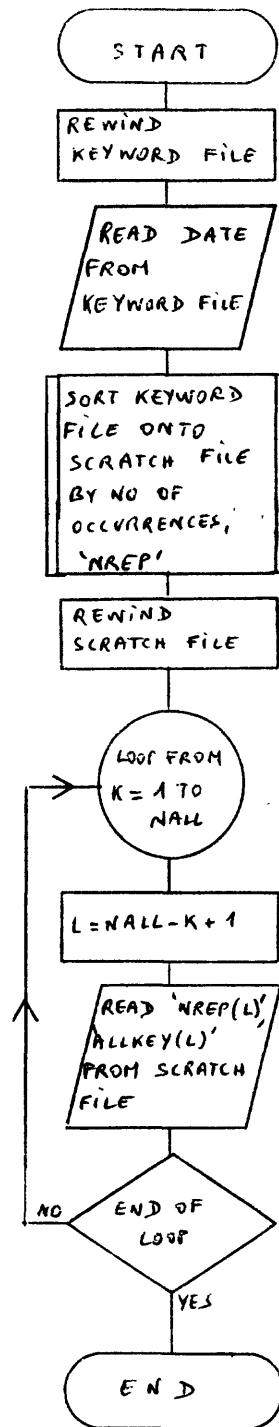 START
REWIND
KEYWORD FILE
READ DATE
FROM
KEYWORD FILE
SORT KEYWORD
FILE ONTO
SCRATCH FILE
BY NO OF
OCCURRENCES,
'NREP'
REWIND
SCRATCH FILE
LOOP FROM
K = 1 TO
NALL
L = NALL - K + 1
READ 'NREP(L)',
'ALLKEY(L)'
FROM SCRATCH
FILE
END OF
LOOP
NO
YES
END